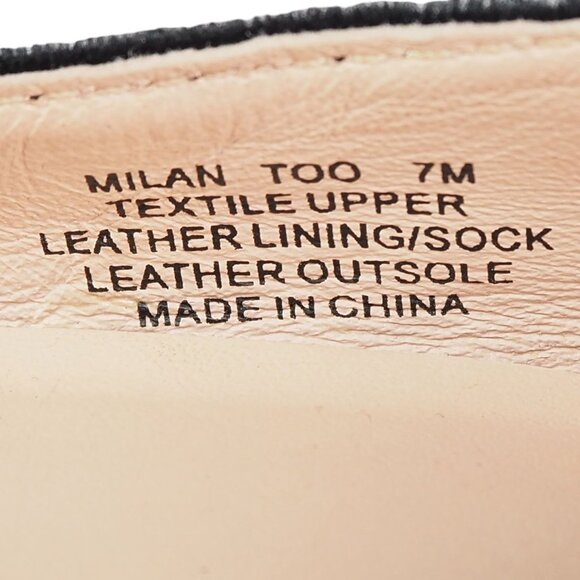 MILAN TOO 7M
TEXTILE UPPER
LEATHER LINING/SOCK
LEATHER OUTSOLE
MADE IN CHINA